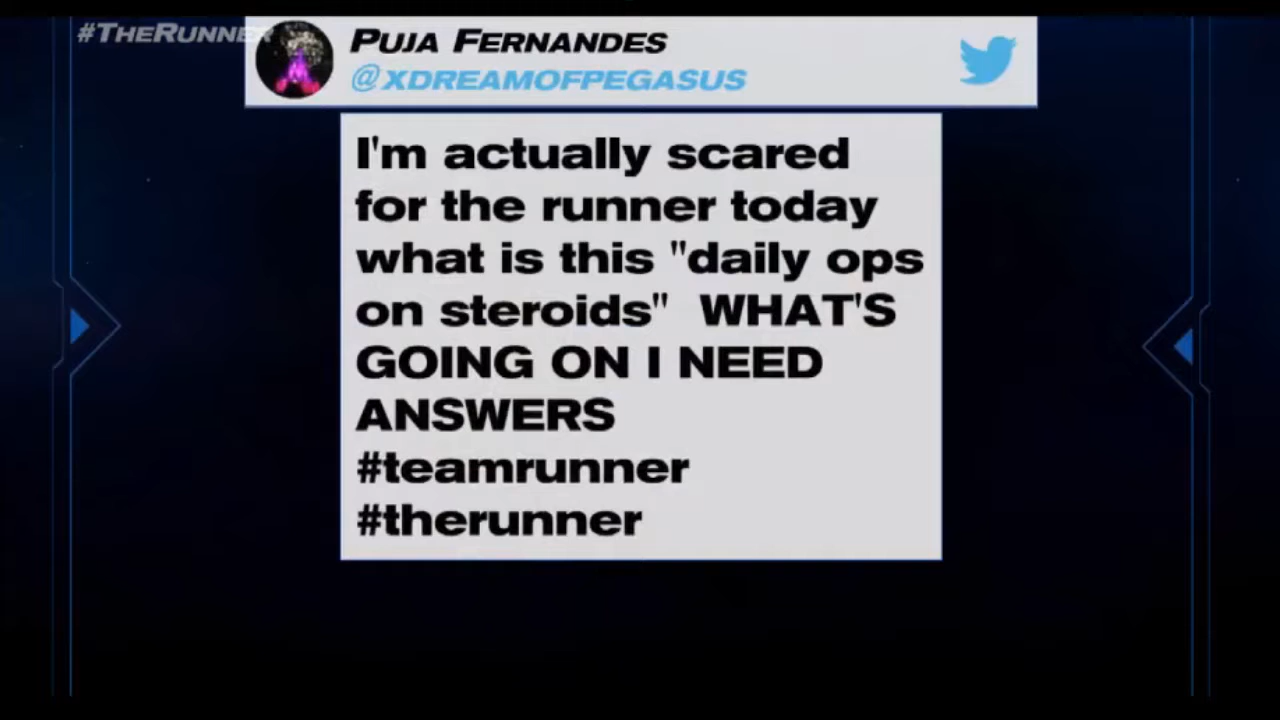 #THERUNNER
PUJA FERNANDES
@XDREAMOFPEGASUS
I'm actually scared
for the runner today
what is this "daily ops
on steroids"  WHAT'S
GOING ON I NEED
ANSWERS
#teamrunner
#therunner